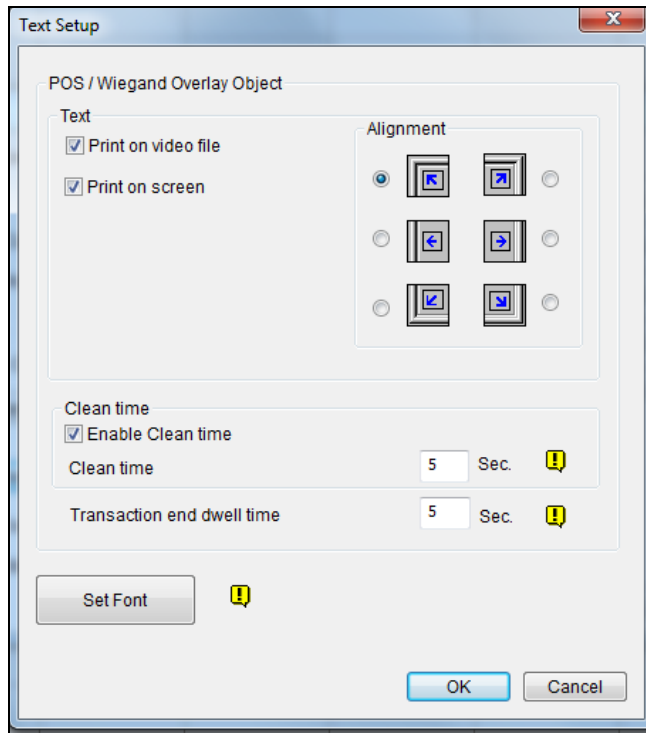 Text Setup
POS / Wiegand Overlay Object
Text
Print on video file
Print on screen
Alignment
Clean time
Enable Clean time
Clean time 5 Sec.
Transaction end dwell time 5 Sec.
Set Font
OK Cancel